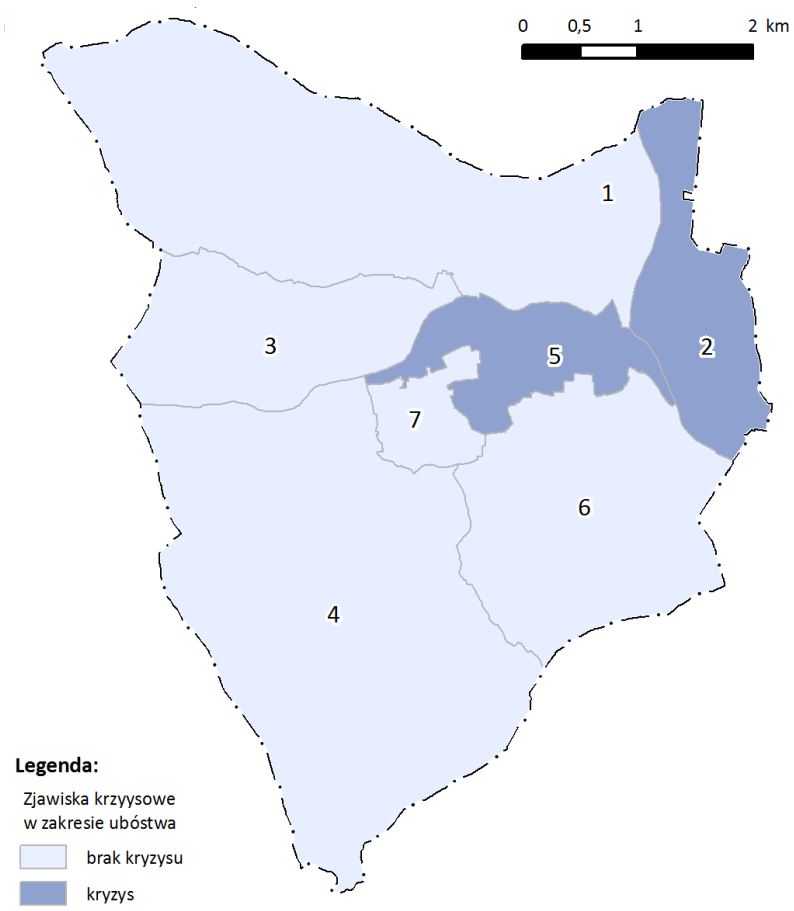 0 0,5 1 2 km
1
2
3
5
7
6
4
Legenda:
Zjawiska krzyysowe
w zakresie ubóstwa
brak kryzysu
kryzys